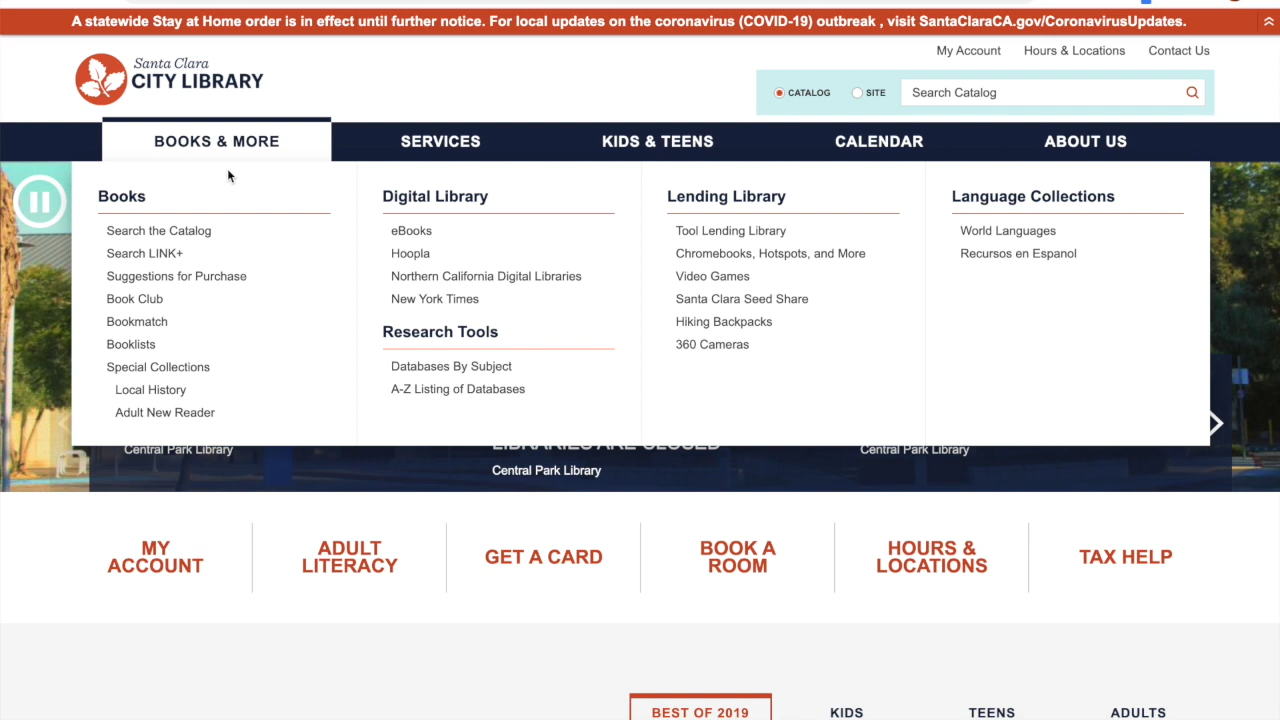 A statewide Stay at Home order is in effect until further notice. For local updates on the coronavirus (COVID-19) outbreak , visit SantaClaraCA.gov/CoronavirusUpdates.
My Account
Hours & Locations
Contact Us
Santa Clara
CITY LIBRARY
CATALOG
SITE
Search Catalog
BOOKS & MORE
SERVICES
KIDS & TEENS
CALENDAR
ABOUT US
Books
Search the Catalog
Search LINK+
Suggestions for Purchase
Book Club
Bookmatch
Booklists
Special Collections
Local History
Adult New Reader
Digital Library
eBooks
Hoopla
Northern California Digital Libraries
New York Times
Research Tools
Databases By Subject
A-Z Listing of Databases
Lending Library
Tool Lending Library
Chromebooks, Hotspots, and More
Video Games
Santa Clara Seed Share
Hiking Backpacks
360 Cameras
Language Collections
World Languages
Recursos en Espanol
Central Park Library
LIBRARIES ARE CLOSED
Central Park Library
Central Park Library
MY
ACCOUNT
ADULT
LITERACY
GET A CARD
BOOK A
ROOM
HOURS &
LOCATIONS
TAX HELP
BEST OF 2019
KIDS
TEENS
ADULTS